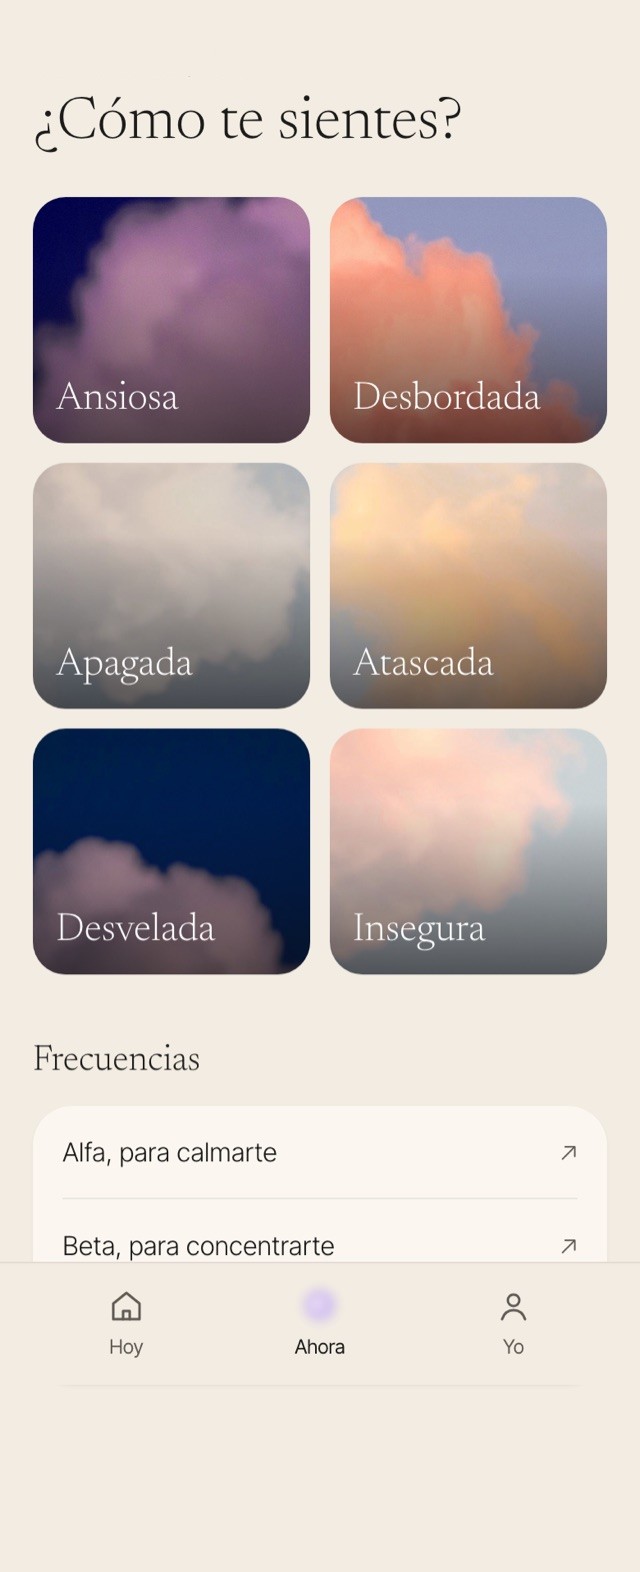 ¿Cómo te sientes?
Ansiosa
Desbordada
Apagada
Atascada
Desvelada
Insegura
Frecuencias
Alfa, para calmarte
Beta, para concentrarte
Hoy
Ahora
Yo